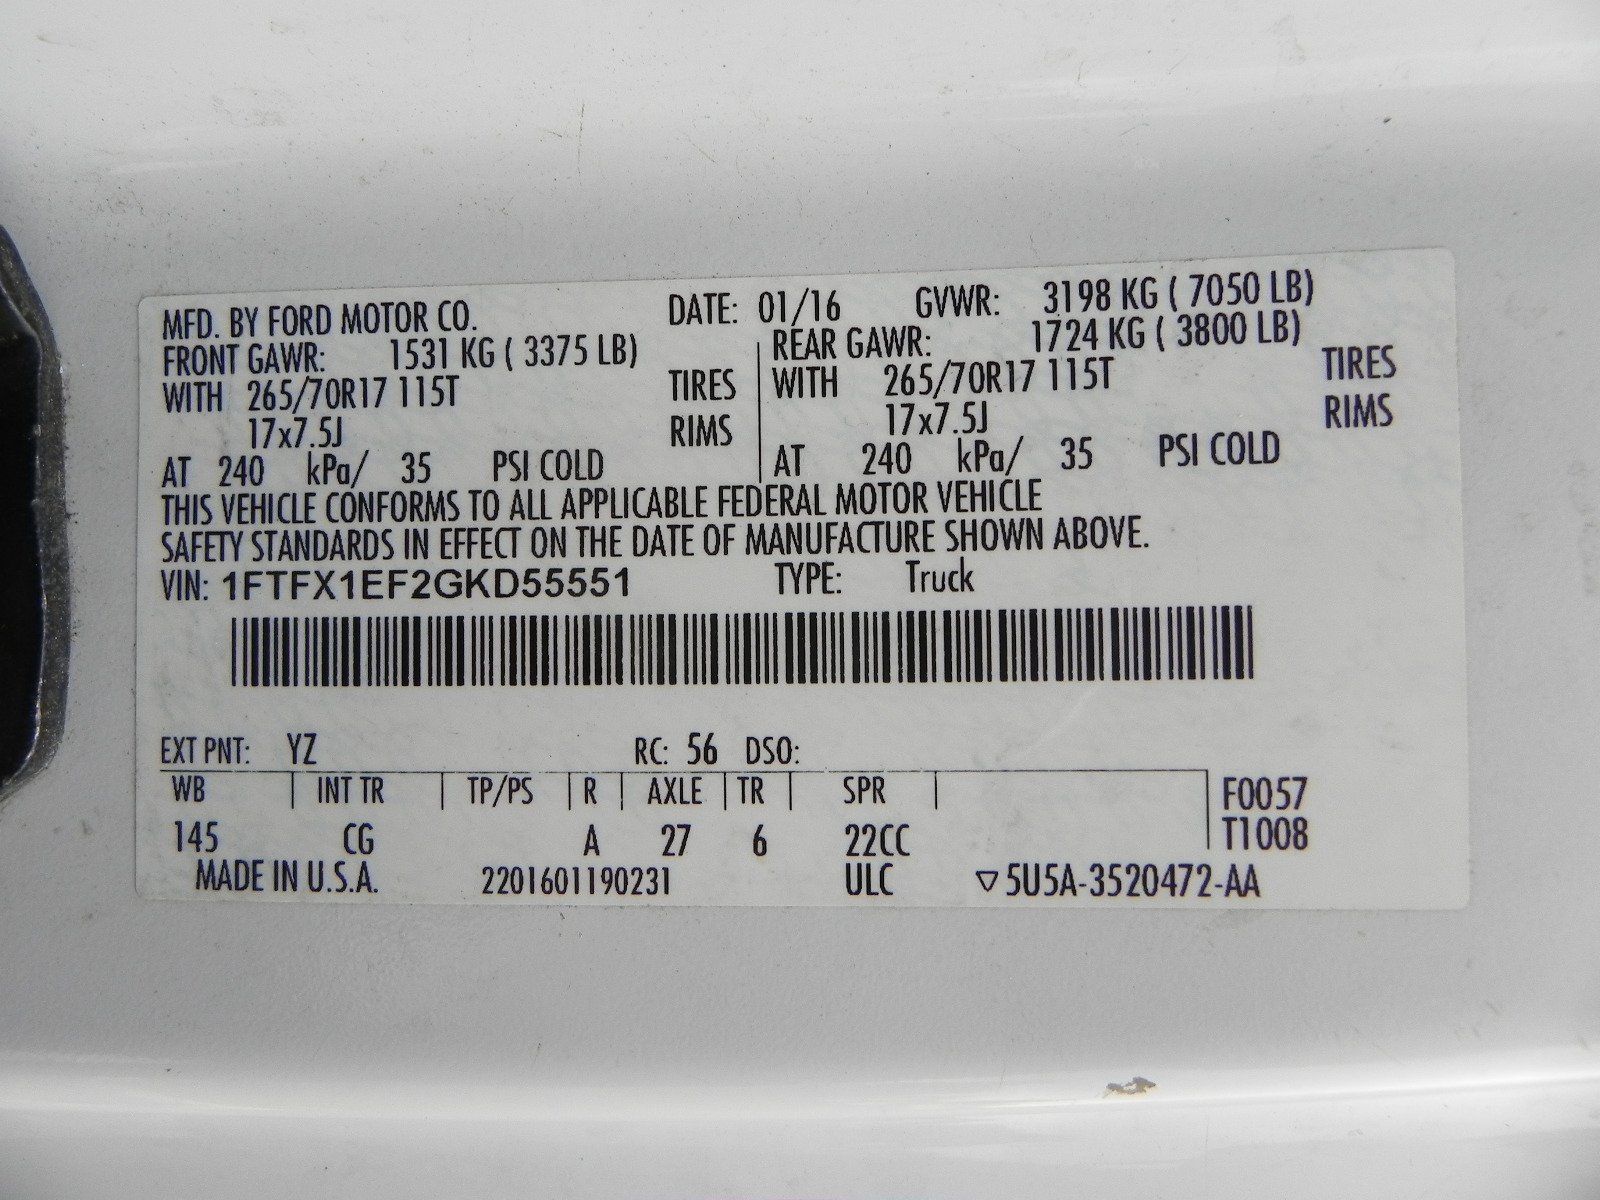 MFD. BY FORD MOTOR CO. DATE: 01/16 GVWR: 3198 KG ( 7050 LB)
FRONT GAWR: 1531 KG ( 3375 LB) REAR GAWR: 1724 KG ( 3800 LB)
WITH 265/70R17 115T TIRES WITH 265/70R17 115T TIRES
17x7.5J RIMS 17x7.5J RIMS
AT 240 kPa/ 35 PSI COLD AT 240 kPa/ 35 PSI COLD
THIS VEHICLE CONFORMS TO ALL APPLICABLE FEDERAL MOTOR VEHICLE
SAFETY STANDARDS IN EFFECT ON THE DATE OF MANUFACTURE SHOWN ABOVE.
VIN: 1FTFX1EF2GKD55551 TYPE: Truck
EXT PNT: YZ RC: 56 DSO:
WB INT TR TP/PS R AXLE TR SPR F0057
145 CG A 27 6 22CC T1008
MADE IN U.S.A. 2201601190231 ULC ▽5U5A-3520472-AA